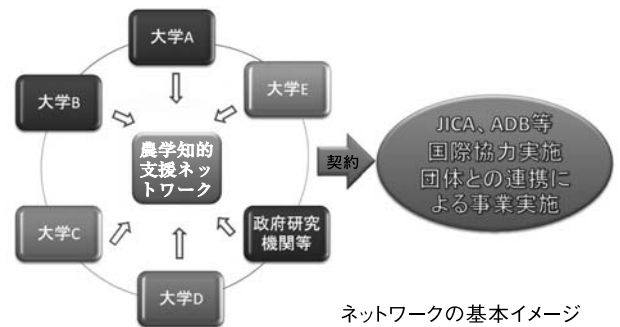 大学A
大学B
大学E
農学知的
支援ネッ
トワーク
契約
JICA、ADB等
国際協力実施
団体との連携に
よる事業実施
大学C
政府研究
機関等
大学D
ネットワークの基本イメージ